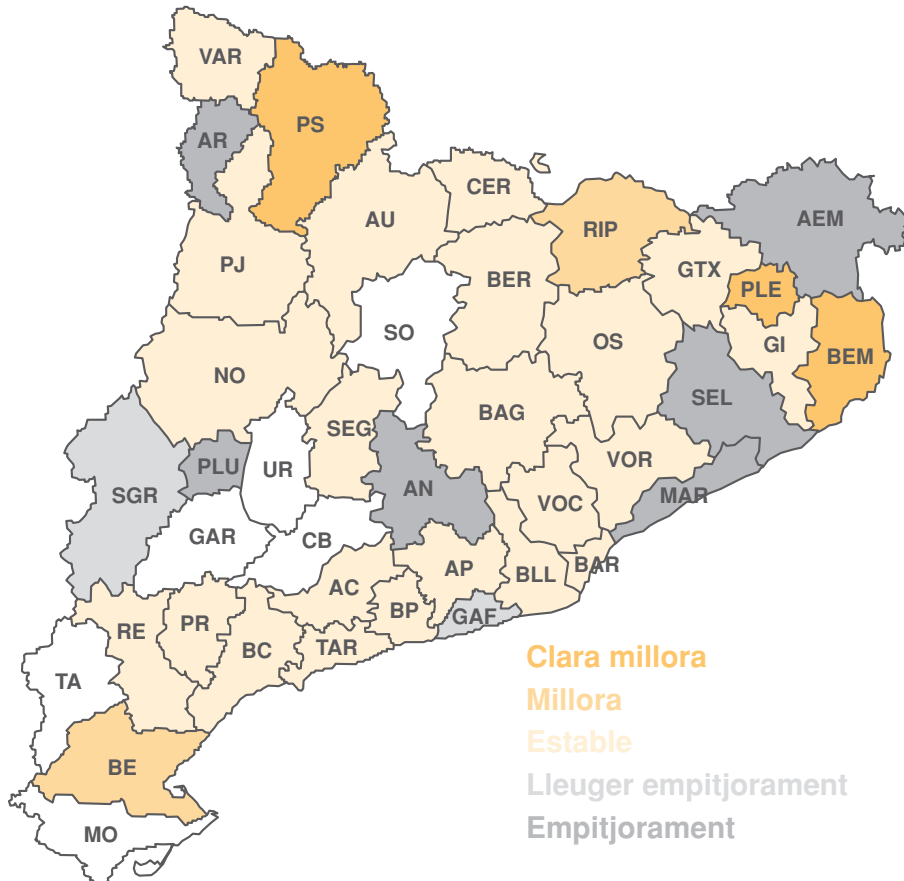 VAR
PS
AR
CER
AU
RIP
AEM
PJ
BER
GTX
PLE
SO
OS
GI
BEM
NO
SEL
SEG
BAG
PLU
UR
VOR
SGR
AN
VOC
MAR
GAR
CB
AP
BLL
BAR
AC
BP
GAF
RE
PR
BC
TAR
TA
BE
MO
Clara millora
Millora
Estable
Lleuger empitjorament
Empitjorament